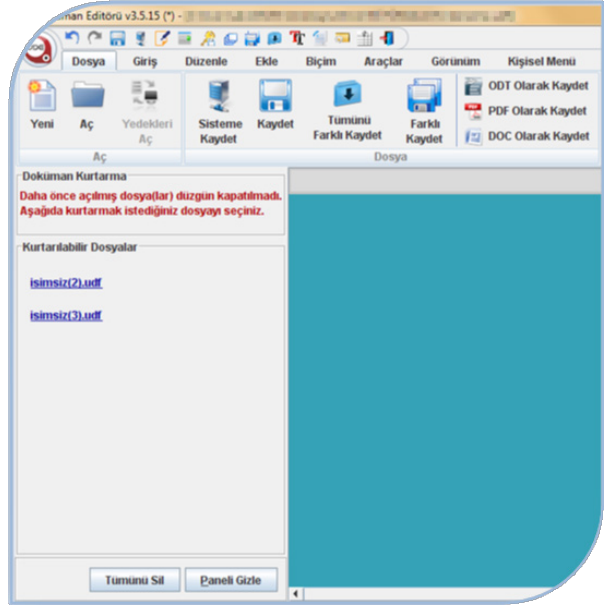 man Editörü v3.5.15 (*) -
Dosya Giriş Düzenle Ekle Biçim Araçlar Görünüm Kişisel Menü
Yeni Aç Yedekleri Aç Sisteme Kaydet Kaydet Tümünü Farklı Kaydet Farklı Kaydet
ODT Olarak Kaydet
PDF Olarak Kaydet
DOC Olarak Kaydet
Aç Dosya
Doküman Kurtarma
Daha önce açılmış dosya(lar) düzgün kapatılmadı.
Aşağıda kurtarmak istediğiniz dosyayı seçiniz.
Kurtarılabilir Dosyalar
isimsiz(2).udf
isimsiz(3).udf
Tümünü Sil Paneli Gizle